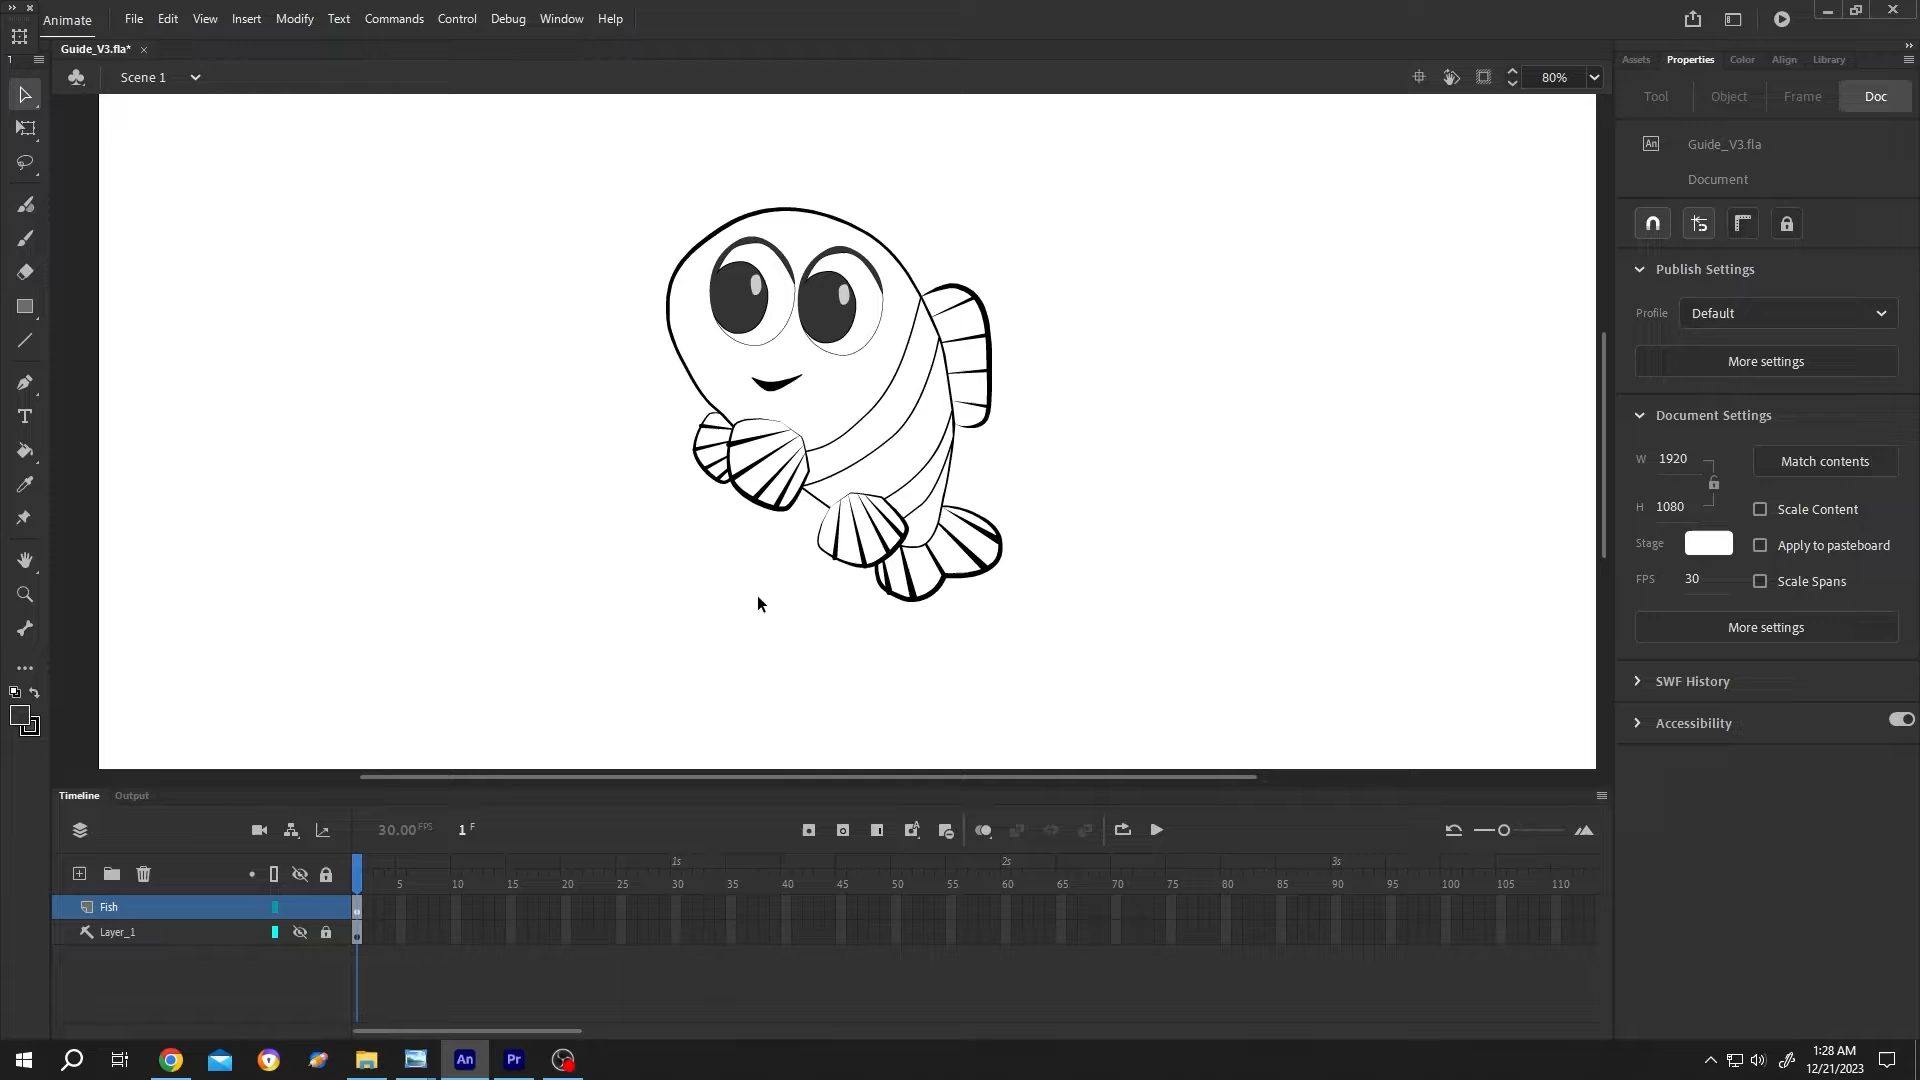 Animate File Edit View Insert Modify Text Commands Control Debug Window Help
Guide_V3.fla*
Scene 1 80%
Assets Properties Color Align Library
Tool Object Frame Doc
An Guide_V3.fla
Document
Publish Settings
Profile Default
More settings
Document Settings
W 1920 Match contents
H 1080 Scale Content
Stage Apply to pasteboard
FPS 30 Scale Spans
More settings
SWF History
Accessibility
Timeline Output
30.00 FPS 1 F
1s 2s 3s
5 10 15 20 25 30 35 40 45 50 55 60 65 70 75 80 85 90 95 100 105 110
Fish
Layer_1
An Pr
1:28 AM
12/21/2023